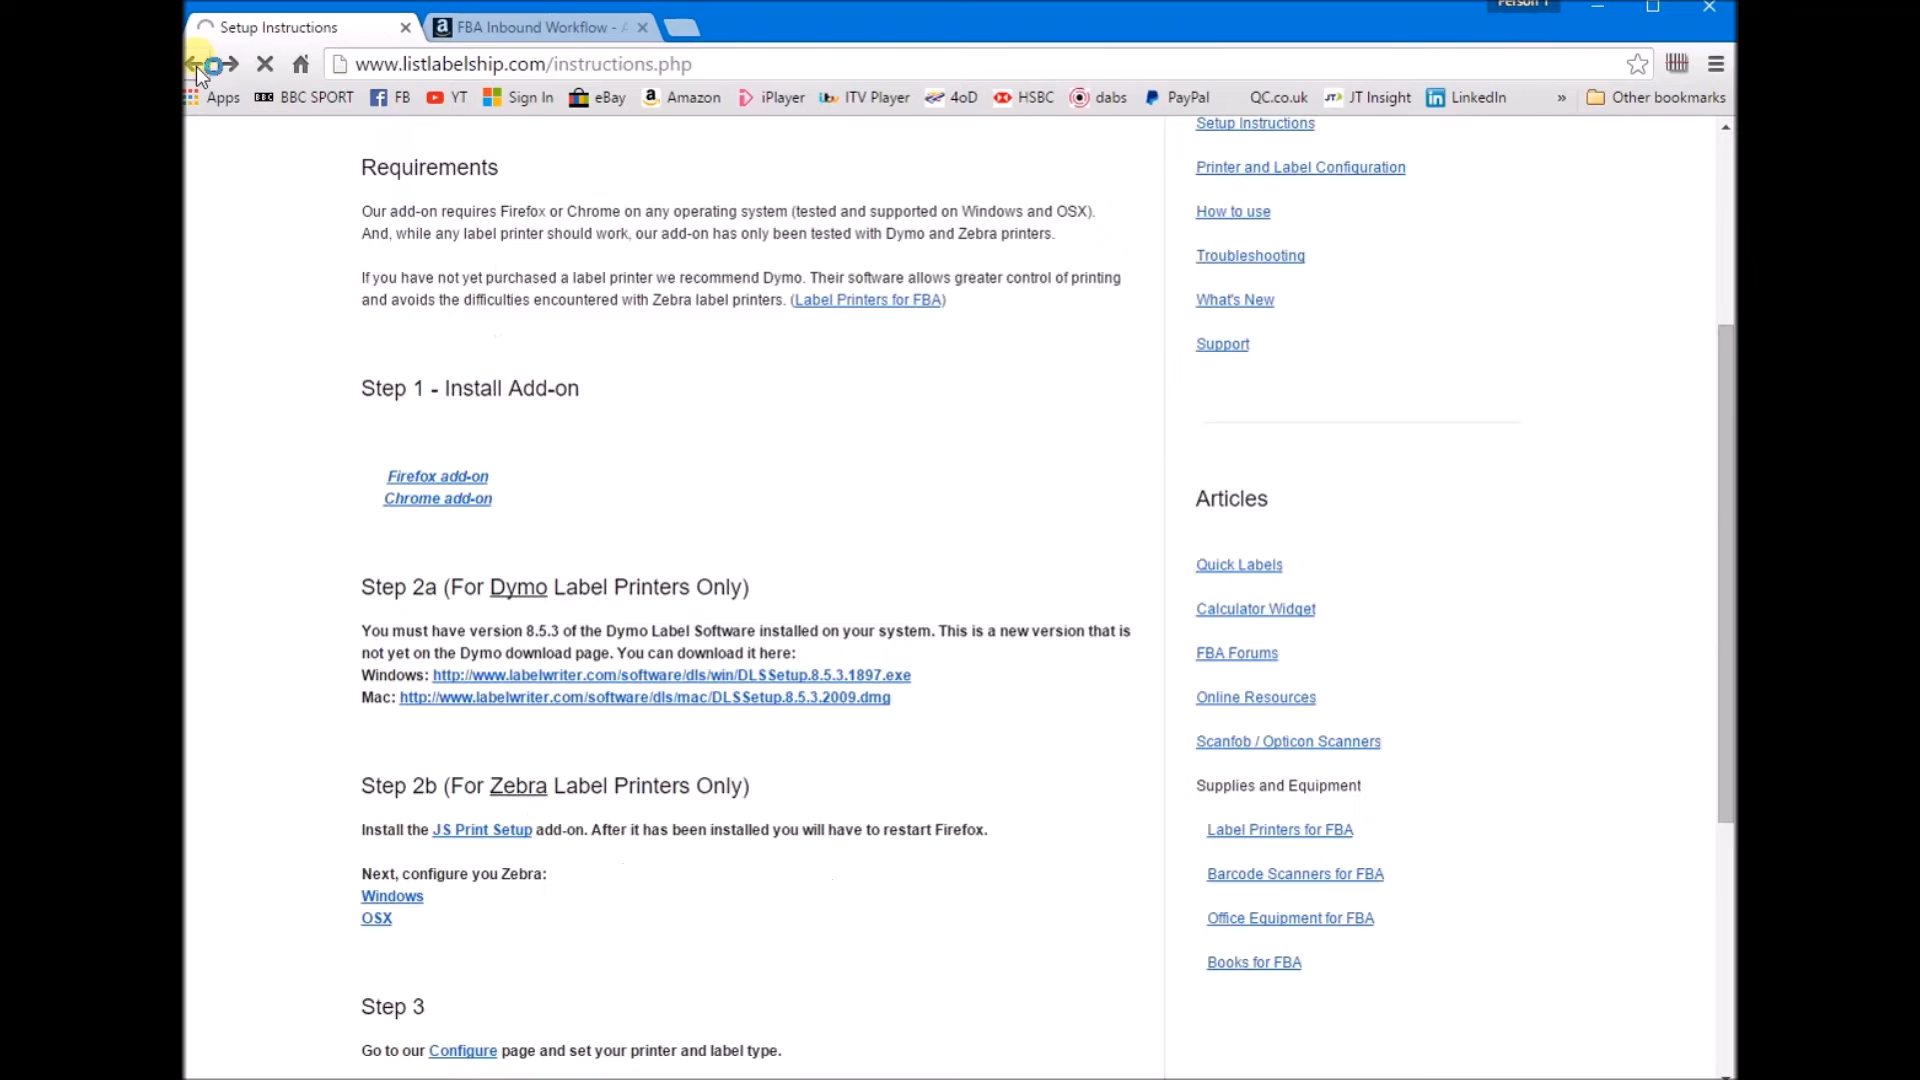 Person 1
Setup Instructions
FBA Inbound Workflow - A
www.listlabelship.com/instructions.php
Apps BBC SPORT FB YT Sign In eBay Amazon iPlayer ITV Player 4oD HSBC dabs PayPal QC.co.uk JT Insight LinkedIn » Other bookmarks
Requirements
Our add-on requires Firefox or Chrome on any operating system (tested and supported on Windows and OSX).
And, while any label printer should work, our add-on has only been tested with Dymo and Zebra printers.
If you have not yet purchased a label printer we recommend Dymo. Their software allows greater control of printing
and avoids the difficulties encountered with Zebra label printers. (Label Printers for FBA)
Step 1 - Install Add-on
Firefox add-on
Chrome add-on
Step 2a (For Dymo Label Printers Only)
You must have version 8.5.3 of the Dymo Label Software installed on your system. This is a new version that is
not yet on the Dymo download page. You can download it here:
Windows: http://www.labelwriter.com/software/dls/win/DLSSetup.8.5.3.1897.exe
Mac: http://www.labelwriter.com/software/dls/mac/DLSSetup.8.5.3.2009.dmg
Step 2b (For Zebra Label Printers Only)
Install the JS Print Setup add-on. After it has been installed you will have to restart Firefox.
Next, configure you Zebra:
Windows
OSX
Step 3
Go to our Configure page and set your printer and label type.
Setup Instructions
Printer and Label Configuration
How to use
Troubleshooting
What's New
Support
Articles
Quick Labels
Calculator Widget
FBA Forums
Online Resources
Scanfob / Opticon Scanners
Supplies and Equipment
Label Printers for FBA
Barcode Scanners for FBA
Office Equipment for FBA
Books for FBA